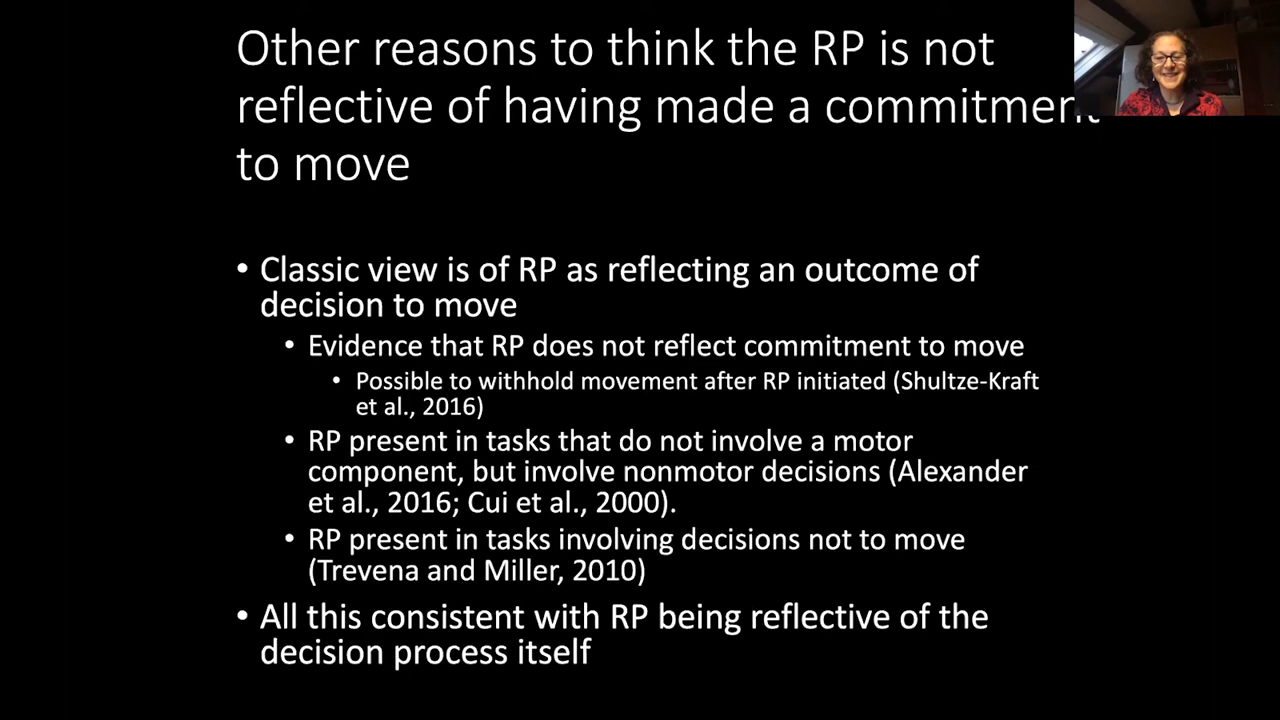 Other reasons to think the RP is not
reflective of having made a commitment
to move
• Classic view is of RP as reflecting an outcome of
decision to move
• Evidence that RP does not reflect commitment to move
• Possible to withhold movement after RP initiated (Shultze-Kraft
et al., 2016)
• RP present in tasks that do not involve a motor
component, but involve nonmotor decisions (Alexander
et al., 2016; Cui et al., 2000).
• RP present in tasks involving decisions not to move
(Trevena and Miller, 2010)
• All this consistent with RP being reflective of the
decision process itself